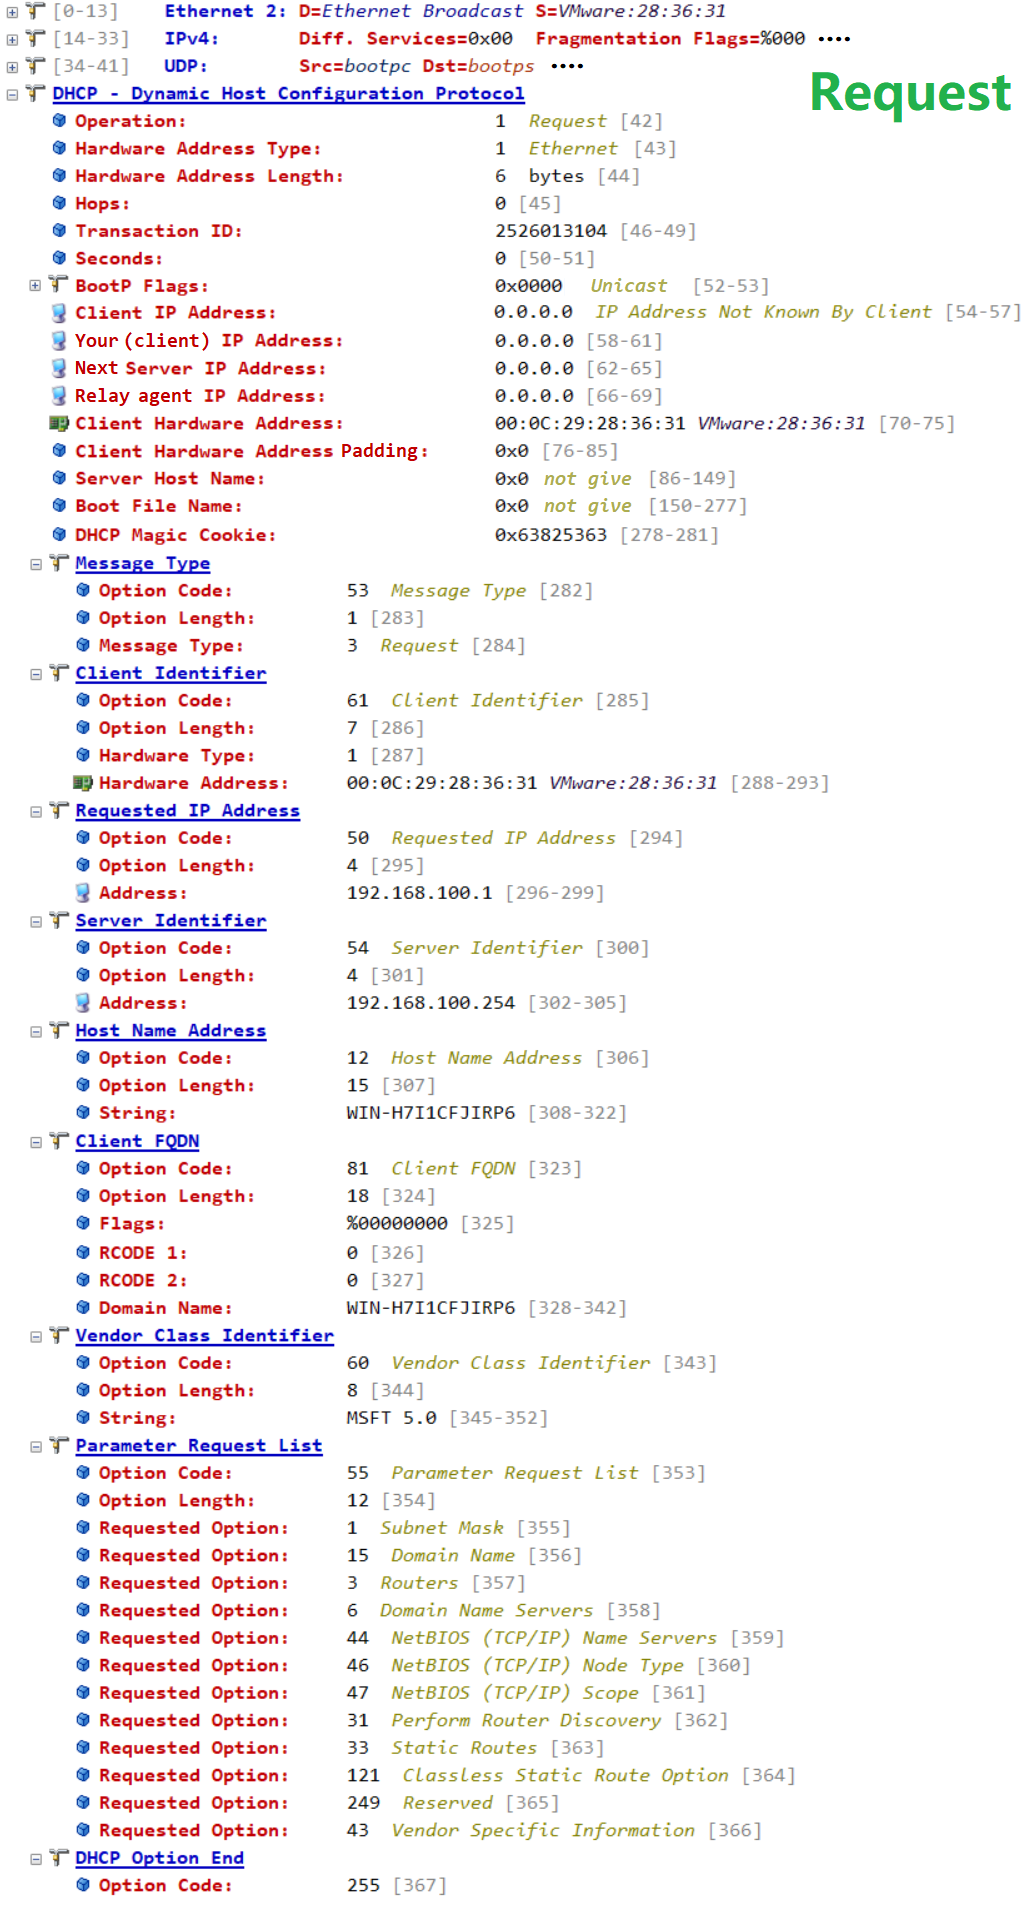 [0-13] Ethernet 2: D=Ethernet Broadcast S=VMware:28:36:31
[14-33] IPv4: Diff. Services=0x00 Fragmentation Flags=%000 ····
[34-41] UDP: Src=bootpc Dst=bootps ····
DHCP - Dynamic Host Configuration Protocol
Request
Operation: 1 Request [42]
Hardware Address Type: 1 Ethernet [43]
Hardware Address Length: 6 bytes [44]
Hops: 0 [45]
Transaction ID: 2526013104 [46-49]
Seconds: 0 [50-51]
BootP Flags: 0x0000 Unicast [52-53]
Client IP Address: 0.0.0.0 IP Address Not Known By Client [54-57]
Your (client) IP Address: 0.0.0.0 [58-61]
Next Server IP Address: 0.0.0.0 [62-65]
Relay agent IP Address: 0.0.0.0 [66-69]
Client Hardware Address: 00:0C:29:28:36:31 VMware:28:36:31 [70-75]
Client Hardware Address Padding: 0x0 [76-85]
Server Host Name: 0x0 not give [86-149]
Boot File Name: 0x0 not give [150-277]
DHCP Magic Cookie: 0x63825363 [278-281]
Message Type
Option Code: 53 Message Type [282]
Option Length: 1 [283]
Message Type: 3 Request [284]
Client Identifier
Option Code: 61 Client Identifier [285]
Option Length: 7 [286]
Hardware Type: 1 [287]
Hardware Address: 00:0C:29:28:36:31 VMware:28:36:31 [288-293]
Requested IP Address
Option Code: 50 Requested IP Address [294]
Option Length: 4 [295]
Address: 192.168.100.1 [296-299]
Server Identifier
Option Code: 54 Server Identifier [300]
Option Length: 4 [301]
Address: 192.168.100.254 [302-305]
Host Name Address
Option Code: 12 Host Name Address [306]
Option Length: 15 [307]
String: WIN-H7I1CFJIRP6 [308-322]
Client FQDN
Option Code: 81 Client FQDN [323]
Option Length: 18 [324]
Flags: %00000000 [325]
RCODE 1: 0 [326]
RCODE 2: 0 [327]
Domain Name: WIN-H7I1CFJIRP6 [328-342]
Vendor Class Identifier
Option Code: 60 Vendor Class Identifier [343]
Option Length: 8 [344]
String: MSFT 5.0 [345-352]
Parameter Request List
Option Code: 55 Parameter Request List [353]
Option Length: 12 [354]
Requested Option: 1 Subnet Mask [355]
Requested Option: 15 Domain Name [356]
Requested Option: 3 Routers [357]
Requested Option: 6 Domain Name Servers [358]
Requested Option: 44 NetBIOS (TCP/IP) Name Servers [359]
Requested Option: 46 NetBIOS (TCP/IP) Node Type [360]
Requested Option: 47 NetBIOS (TCP/IP) Scope [361]
Requested Option: 31 Perform Router Discovery [362]
Requested Option: 33 Static Routes [363]
Requested Option: 121 Classless Static Route Option [364]
Requested Option: 249 Reserved [365]
Requested Option: 43 Vendor Specific Information [366]
DHCP Option End
Option Code: 255 [367]